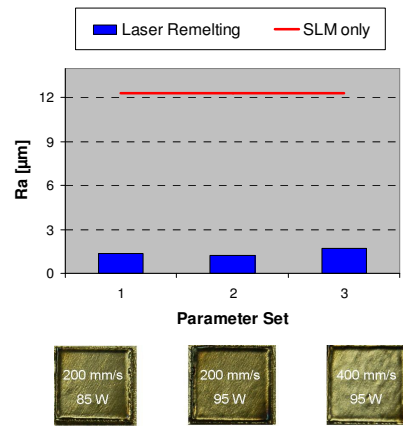 Laser Remelting SLM only
Ra [µm]
12
9
6
3
0
1 2 3
Parameter Set
200 mm/s 200 mm/s 400 mm/s
85 W 95 W 95 W